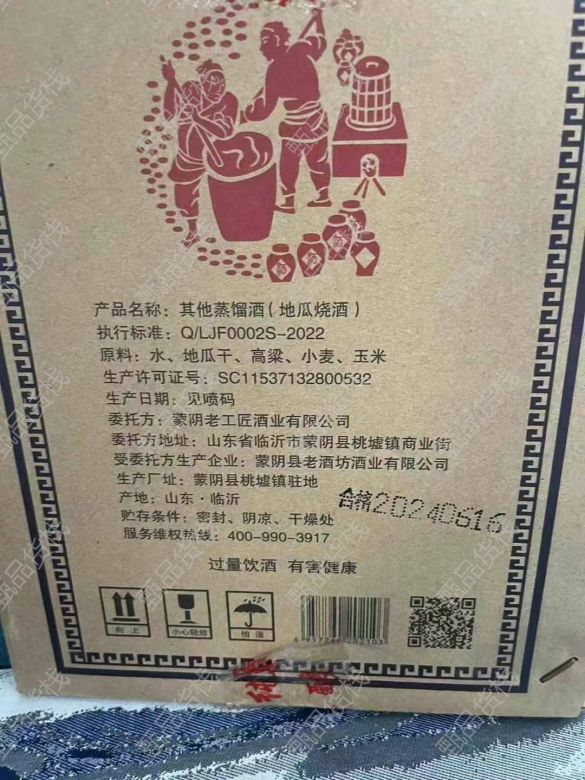 产品名称：其他蒸馏酒（地瓜烧酒）
执行标准：Q/LJF0002S-2022
原料：水、地瓜干、高粱、小麦、玉米
生产许可证号：SC11537132800532
生产日期：见喷码
委托方：蒙阴老工匠酒业有限公司
委托方地址：山东省临沂市蒙阴县桃墟镇商业街
受委托方生产企业：蒙阴县老酒坊酒业有限公司
生产厂址：蒙阴县桃墟镇驻地
产地：山东·临沂
合格20240616
贮存条件：密封、阴凉、干燥处
服务维权热线：400-990-3917
过量饮酒 有害健康
向上
小心轻放
怕湿
甄品货栈